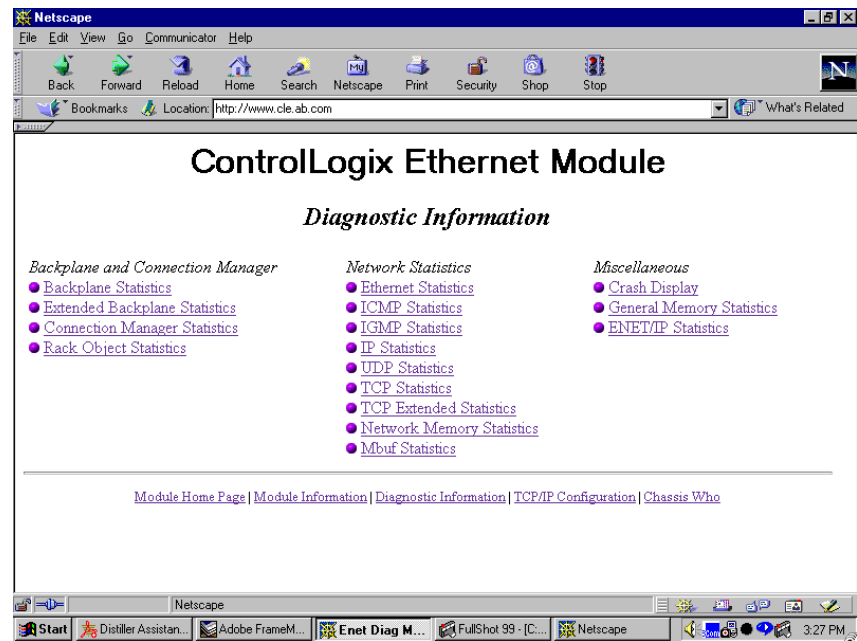 Netscape
File Edit View Go Communicator Help
My
N
Back Forward Reload Home Search Netscape Print Security Shop Stop
Bookmarks Location: http://www.cle.ab.com What's Related
ControlLogix Ethernet Module
Diagnostic Information
Backplane and Connection Manager
Backplane Statistics
Extended Backplane Statistics
Connection Manager Statistics
Rack Object Statistics
Network Statistics
Ethernet Statistics
ICMP Statistics
IGMP Statistics
IP Statistics
UDP Statistics
TCP Statistics
TCP Extended Statistics
Network Memory Statistics
Mbuf Statistics
Miscellaneous
Crash Display
General Memory Statistics
ENET/IP Statistics
Module Home Page | Module Information | Diagnostic Information | TCP/IP Configuration | Chassis Who
Netscape
Start Distiller Assistan... Adobe FrameM... Enet Diag M... FullShot 99 - [C:... Netscape 3com 3:27 PM